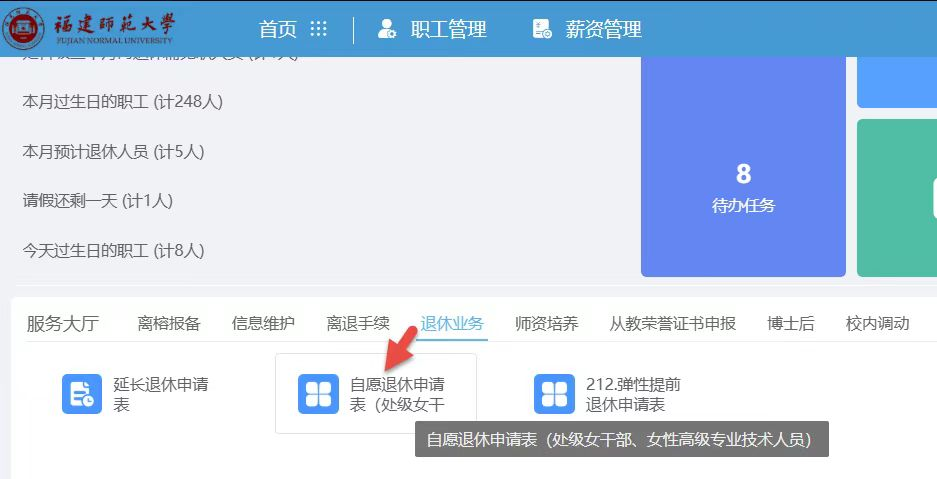 福建师范大学
FUJIAN NORMAL UNIVERSITY
首页
职工管理
薪资管理
本月过生日的职工 (计248人)
本月预计退休人员 (计5人)
请假还剩一天 (计1人)
今天过生日的职工 (计8人)
8
待办任务
服务大厅
离榕报备
信息维护
离退手续
退休业务
师资培养
从教荣誉证书申报
博士后
校内调动
延长退休申请
表
自愿退休申请
表（处级女干
212.弹性提前
退休申请表
自愿退休申请表（处级女干部、女性高级专业技术人员）